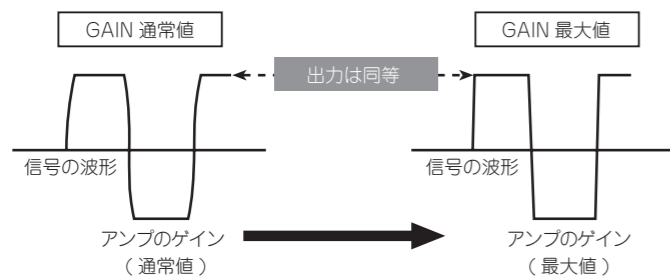 GAIN 通常値
GAIN 最大値
出力は同等
信号の波形
信号の波形
アンプのゲイン
( 通常値 )
アンプのゲイン
( 最大値 )